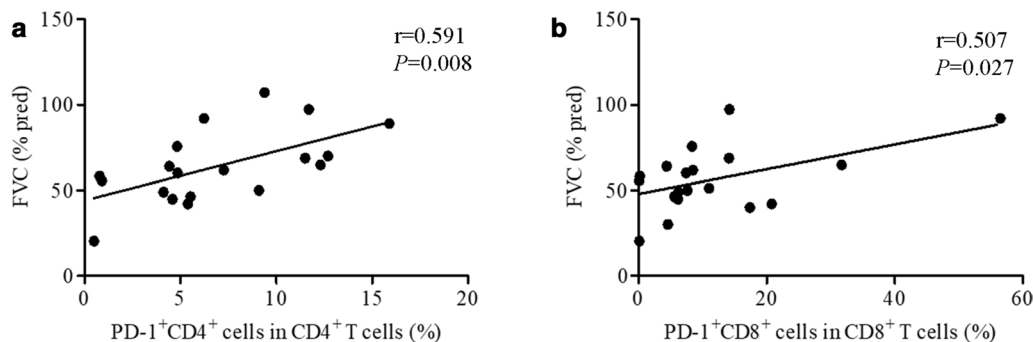 a
r=0.591
P=0.008
150
100
50
0
FVC (% pred)
0 5 10 15 20
PD-1⁺CD4⁺ cells in CD4⁺ T cells (%)
b
r=0.507
P=0.027
150
100
50
0
FVC (% pred)
0 20 40 60
PD-1⁺CD8⁺ cells in CD8⁺ T cells (%)